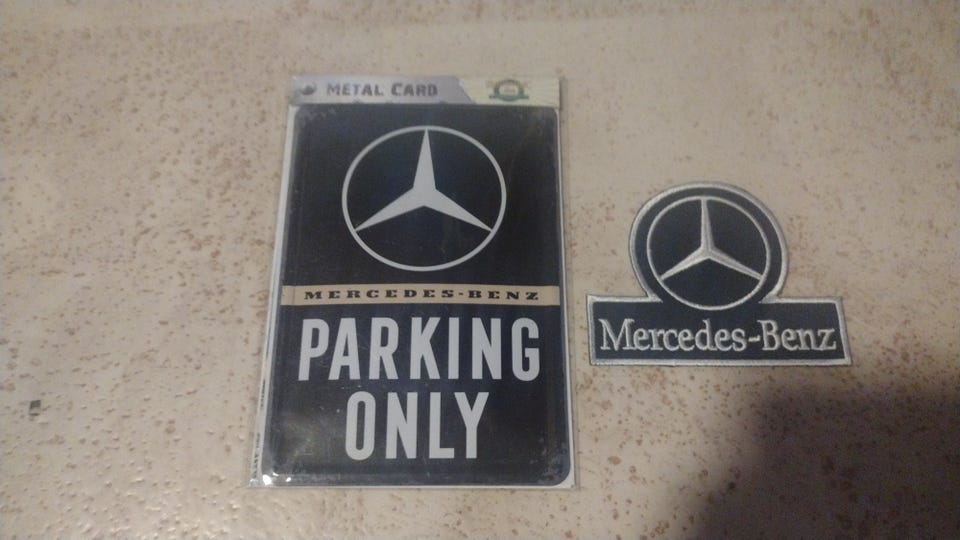 METAL CARD
MERCEDES-BENZ
PARKING
ONLY
Mercedes-Benz